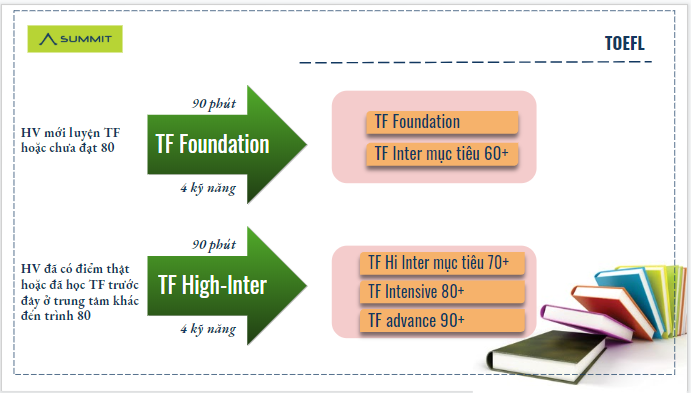 SUMMIT
TOEFL
90 phút
HV mới luyện TF
hoặc chưa đạt 80
TF Foundation
4 kỹ năng
TF Foundation
TF Inter mục tiêu 60+
90 phút
HV đã có điểm thật
hoặc đã học TF trước
đây ở trung tâm khác
đến trình 80
TF High-Inter
4 kỹ năng
TF Hi Inter mục tiêu 70+
TF Intensive 80+
TF advance 90+